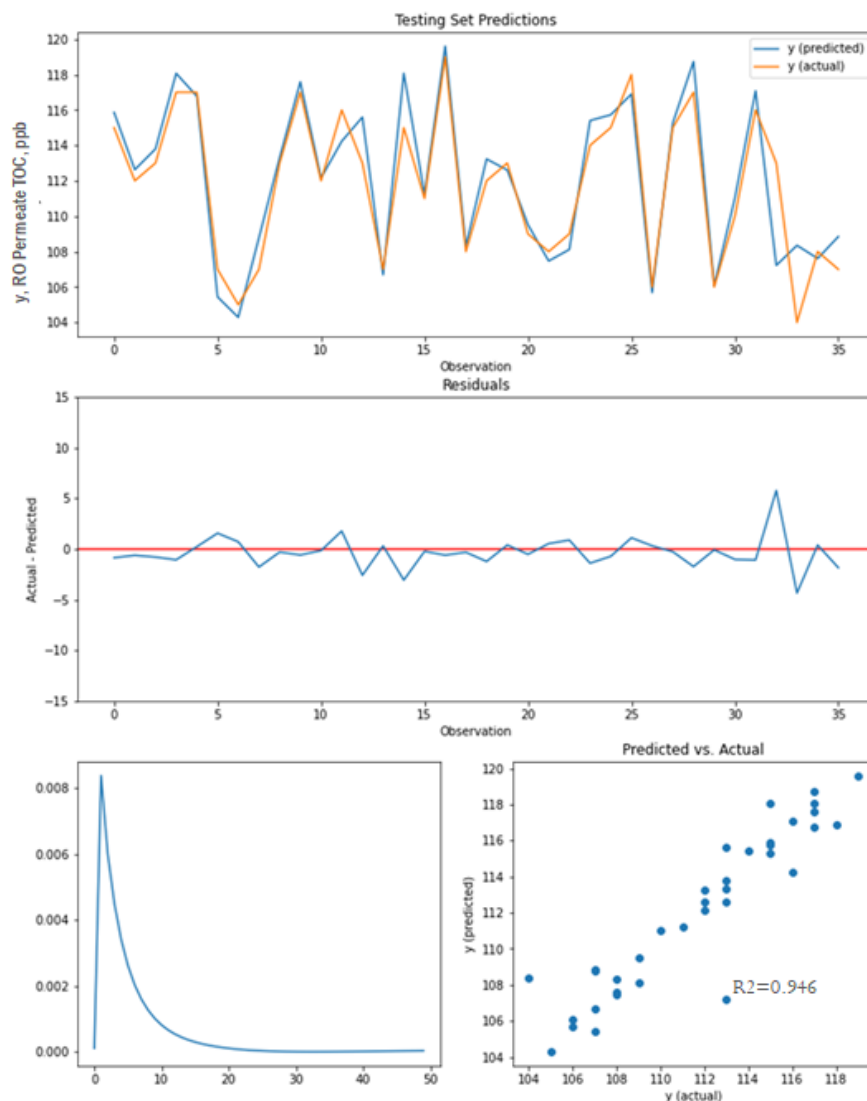 Testing Set Predictions
y, RO Permeate TOC, ppb
120
118
116
114
112
110
108
106
104
y (predicted)
y (actual)
0 5 10 15 20 25 30 35
Observation
Residuals
Actual - Predicted
15
10
5
0
−5
−10
−15
0 5 10 15 20 25 30 35
Observation
0.008
0.006
0.004
0.002
0.000
0 10 20 30 40 50
Predicted vs. Actual
y (predicted)
120
118
116
114
112
110
108
106
104
R2=0.946
104 106 108 110 112 114 116 118
y (actual)